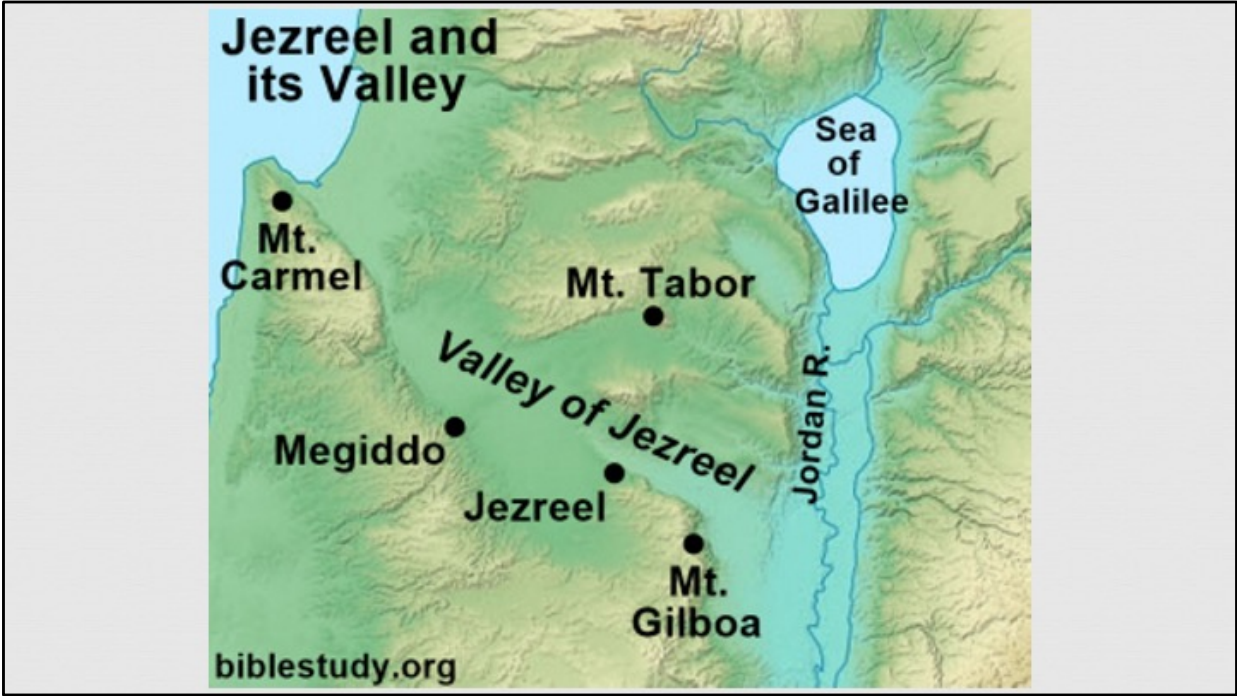 Jezreel and
its Valley
Sea
of
Galilee
Mt.
Carmel
Mt. Tabor
Valley of Jezreel
Jordan R.
Megiddo
Jezreel
Mt.
Gilboa
biblestudy.org